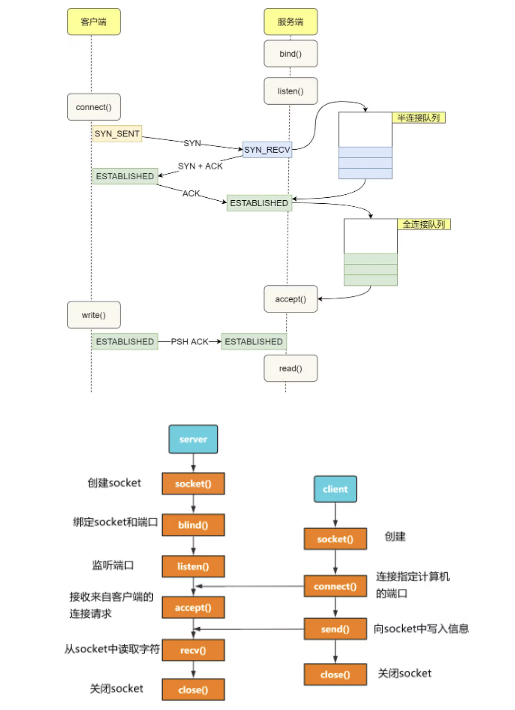 客户端
服务端
bind()
listen()
connect()
半连接队列
SYN_SENT
SYN
SYN_RECV
SYN + ACK
ESTABLISHED
ACK
ESTABLISHED
全连接队列
accept()
write()
ESTABLISHED
PSH ACK
ESTABLISHED
read()
server
创建socket
socket()
client
绑定socket和端口
blind()
socket()
创建
监听端口
listen()
connect()
连接指定计算机
的端口
接收来自客户端的
连接请求
accept()
send()
向socket中写入信息
从socket中读取字符
recv()
close()
关闭socket
关闭socket
close()